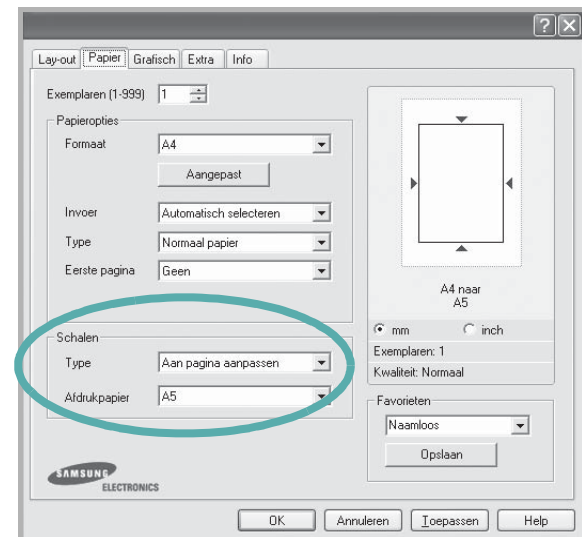 Lay-out Papier Grafisch Extra Info
Exemplaren (1-999) 1
Papieropties
Formaat A4
Aangepast
Invoer Automatisch selecteren
Type Normaal papier
Eerste pagina Geen
Schalen
Type Aan pagina aanpassen
Afdrukpapier A5
A4 naar
A5
mm inch
Exemplaren: 1
Kwaliteit: Normaal
Favorieten
Naamloos
Opslaan
SAMSUNG
ELECTRONICS
OK Annuleren Toepassen Help